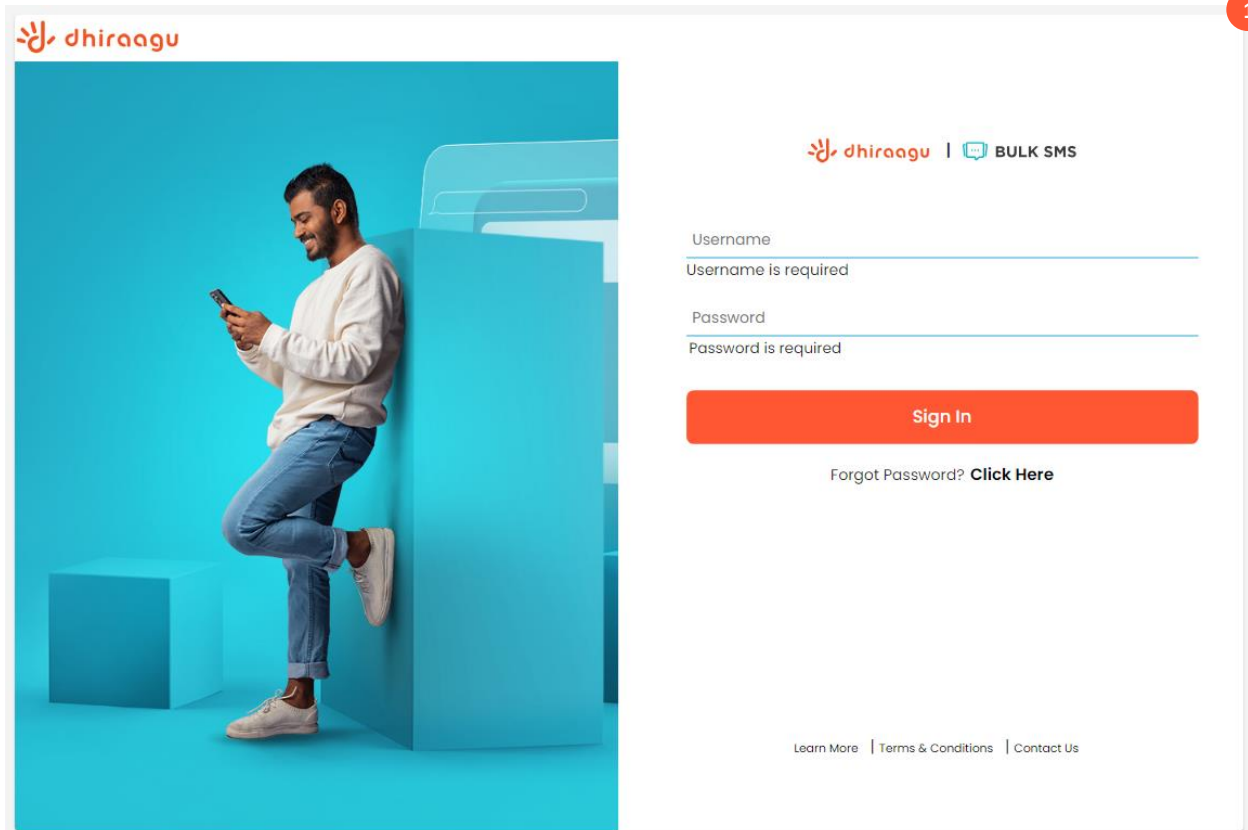 dhiraagu
dhiraagu | BULK SMS
Username
Username is required
Password
Password is required
Sign In
Forgot Password? Click Here
Learn More | Terms & Conditions | Contact Us